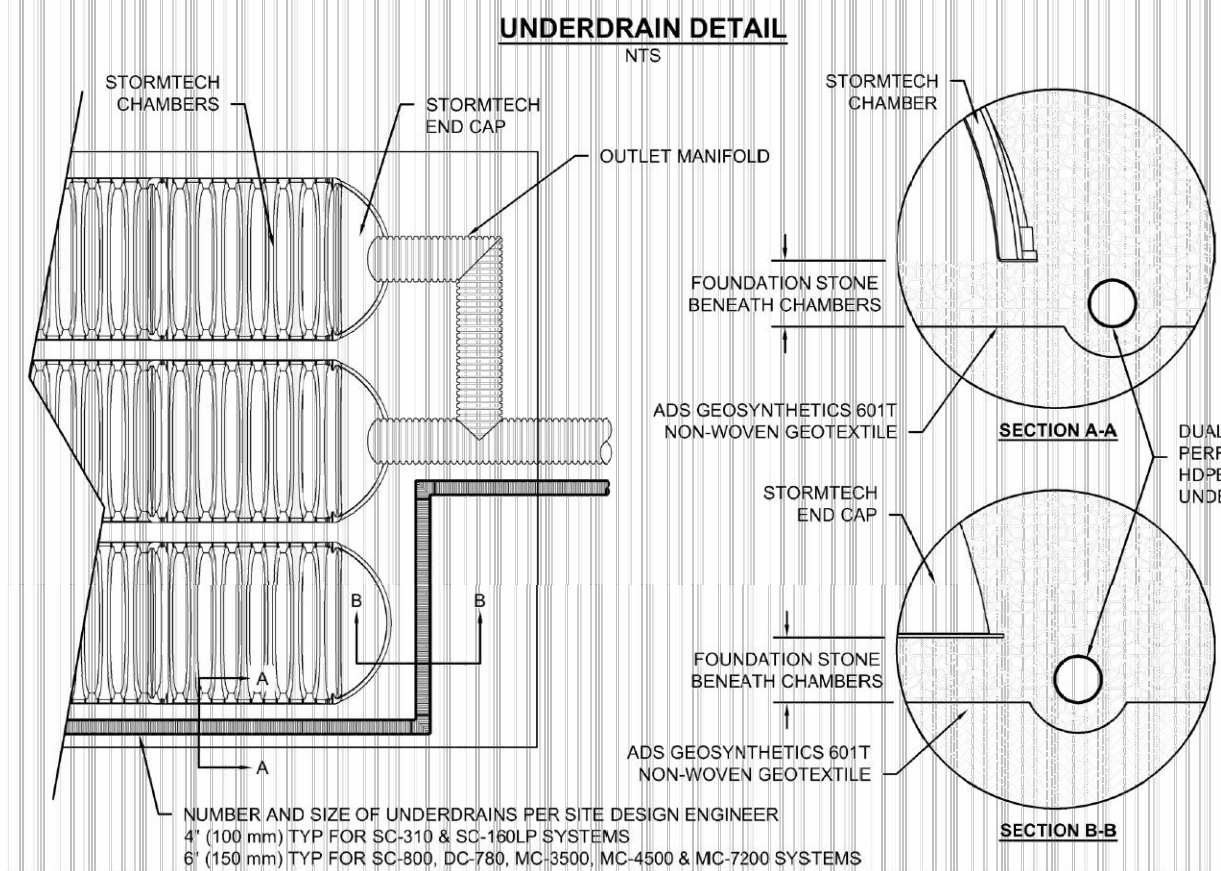 UNDERDRAIN DETAIL
NTS
STORMTECH
CHAMBERS
STORMTECH
END CAP
OUTLET MANIFOLD
STORMTECH
CHAMBER
FOUNDATION STONE
BENEATH CHAMBERS
ADS GEOSYNTHETICS 601T
NON-WOVEN GEOTEXTILE
SECTION A-A
STORMTECH
END CAP
FOUNDATION STONE
BENEATH CHAMBERS
ADS GEOSYNTHETICS 601T
NON-WOVEN GEOTEXTILE
SECTION B-B
DUAL
HDPE
B
B
A
A
NUMBER AND SIZE OF UNDERDRAINS PER SITE DESIGN ENGINEER
4" (100 mm) TYP FOR SC-310 & SC-160LP SYSTEMS
6" (150 mm) TYP FOR SC-800, DC-780, MC-3500, MC-4500 & MC-7200 SYSTEMS